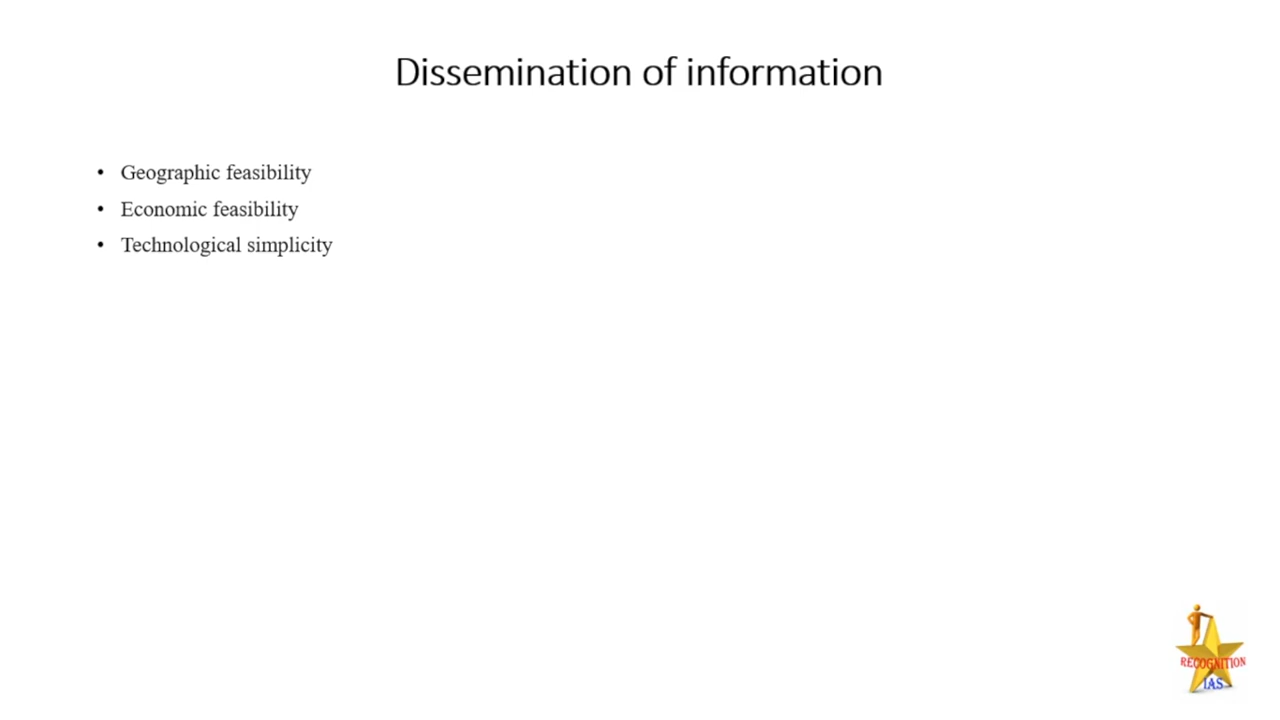 Dissemination of information
• Geographic feasibility
• Economic feasibility
• Technological simplicity
RECOGNITION
IAS